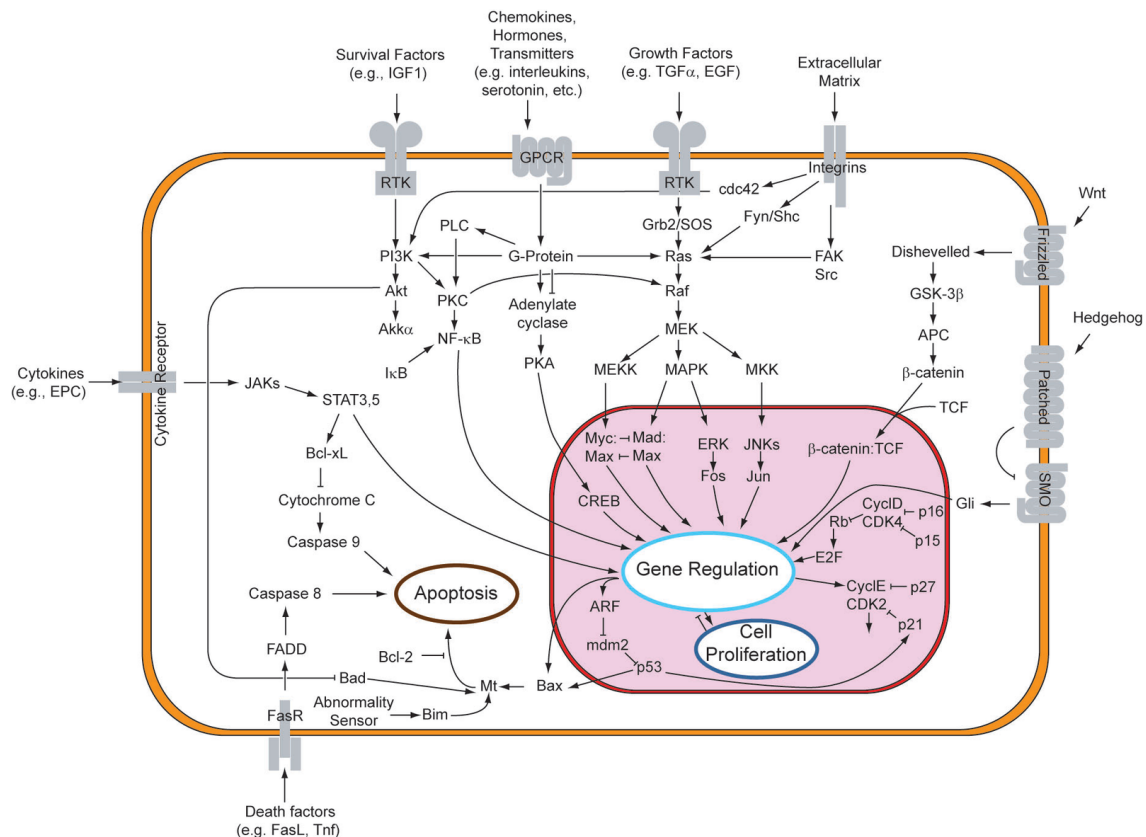 Chemokines,
Hormones,
Transmitters
(e.g. interleukins,
serotonin, etc.)
Survival Factors
(e.g., IGF1)
Growth Factors
(e.g. TGFα, EGF)
Extracellular
Matrix
GPCR
RTK
RTK
Integrins
cdc42
Wnt
Fyn/Shc
Grb2/SOS
PLC
Frizzled
Dishevelled
PI3K
G-Protein
Ras
FAK
Src
GSK-3β
Akt
PKC
Adenylate
cyclase
Raf
Hedgehog
Akkα
NF-κB
MEK
APC
PKA
IκB
MEKK
MAPK
MKK
β-catenin
Patched
Cytokines
(e.g., EPC)
Cytokine Receptor
JAKs
STAT3,5
TCF
Myc:
Max
Mad:
Max
ERK
JNKs
β-catenin:TCF
Bcl-xL
Fos
Jun
Cytochrome C
CREB
SMO
Gli
CyclD
CDK4
p16
p15
Rb
E2F
Caspase 9
Gene Regulation
Caspase 8
Apoptosis
ARF
CyclE
CDK2
p27
p21
FADD
mdm2
Cell
Proliferation
Bcl-2
p53
Bad
Mt
Bax
Abnormality
Sensor
Bim
FasR
Death factors
(e.g. FasL, Tnf)